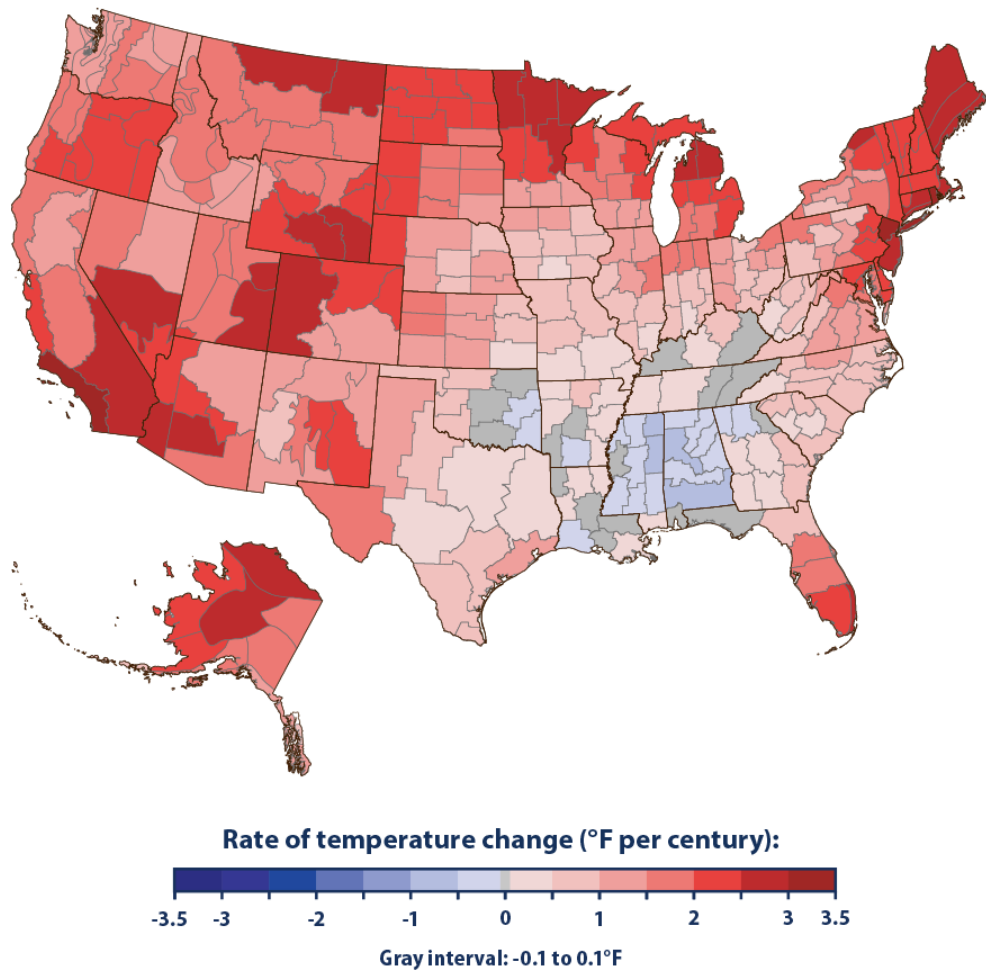 Rate of temperature change (°F per century):
-3.5 -3 -2 -1 0 1 2 3 3.5
Gray interval: -0.1 to 0.1°F